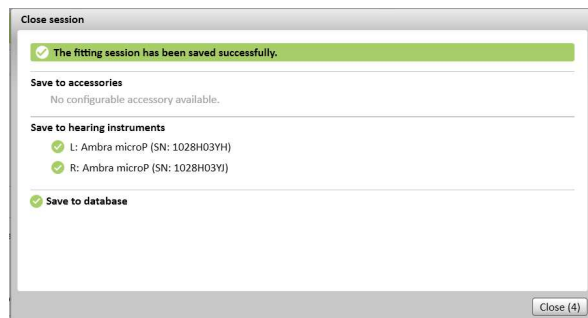 Close session
The fitting session has been saved successfully.
Save to accessories
No configurable accessory available.
Save to hearing instruments
L: Ambra microP (SN: 1028H03YH)
R: Ambra microP (SN: 1028H03YJ)
Save to database
Close (4)